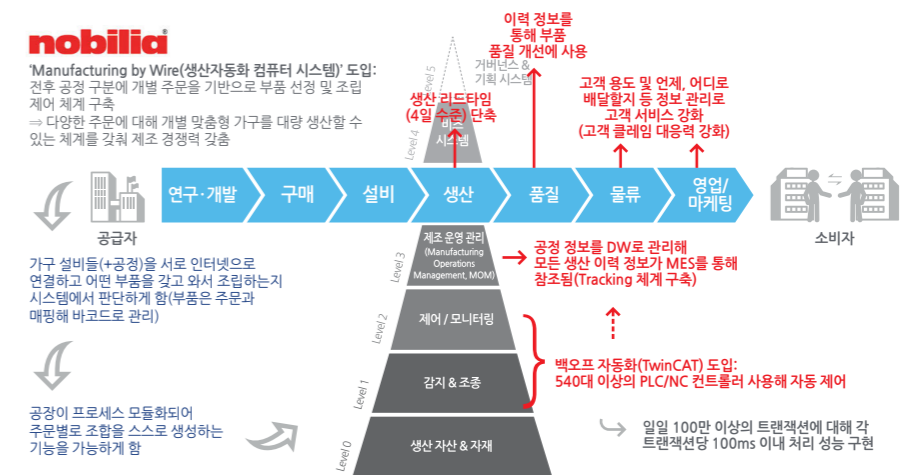 nobilia
‘Manufacturing by Wire(생산자동화 컴퓨터 시스템)’ 도입:
전후 공정 구분에 개별 주문을 기반으로 부품 선정 및 조립
제어 체계 구축
⇒ 다양한 주문에 대해 개별 맞춤형 가구를 대량 생산할 수
있는 체계를 갖춰 제조 경쟁력 갖춤
이력 정보를
통해 부품
품질 개선에 사용
거버넌스 &
기획 시스템
Level 5
생산 리드타임
(4일 수준) 단축
시스템
Level 4
고객 용도 및 언제, 어디로
배달할지 등 정보 관리로
고객 서비스 강화
(고객 클레임 대응력 강화)
연구·개발
구매
설비
생산
품질
물류
영업/
마케팅
공급자
소비자
가구 설비들(+공정)을 서로 인터넷으로
연결하고 어떤 부품을 갖고 와서 조립하는지
시스템에서 판단하게 함(부품은 주문과
매핑해 바코드로 관리)
공장이 프로세스 모듈화되어
주문별로 조합을 스스로 생성하는
기능을 가능하게 함
Level 3
제조 운영 관리
(Manufacturing
Operations
Management, MOM)
공정 정보를 DW로 관리해
모든 생산 이력 정보가 MES를 통해
참조됨(Tracking 체계 구축)
Level 2
제어 / 모니터링
Level 1
감지 & 조종
Level 0
생산 자산 & 자재
백오프 자동화(TwinCAT) 도입:
540대 이상의 PLC/NC 컨트롤러 사용해 자동 제어
일일 100만 이상의 트랜잭션에 대해 각
트랜잭션당 100ms 이내 처리 성능 구현